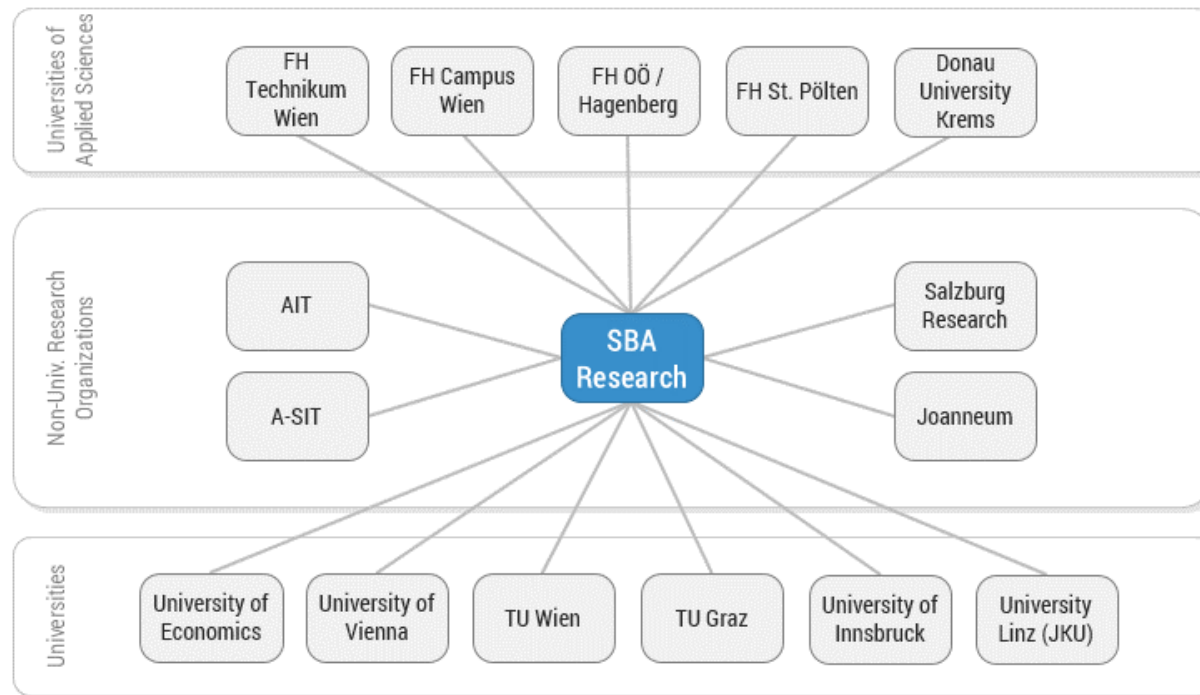 Universities of
Applied Sciences
FH
Technikum
Wien
FH Campus
Wien
FH OÖ /
Hagenberg
FH St. Pölten
Donau
University
Krems
Non-Univ. Research
Organizations
AIT
Salzburg
Research
SBA
Research
A-SIT
Joanneum
Universities
University of
Economics
University of
Vienna
TU Wien
TU Graz
University of
Innsbruck
University
Linz (JKU)